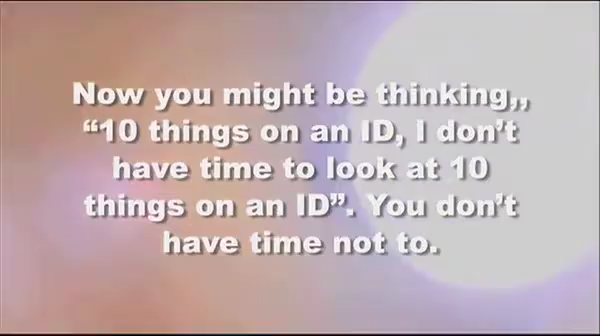 Now you might be thinking,,
“10 things on an ID, I don’t
have time to look at 10
things on an ID”. You don’t
have time not to.